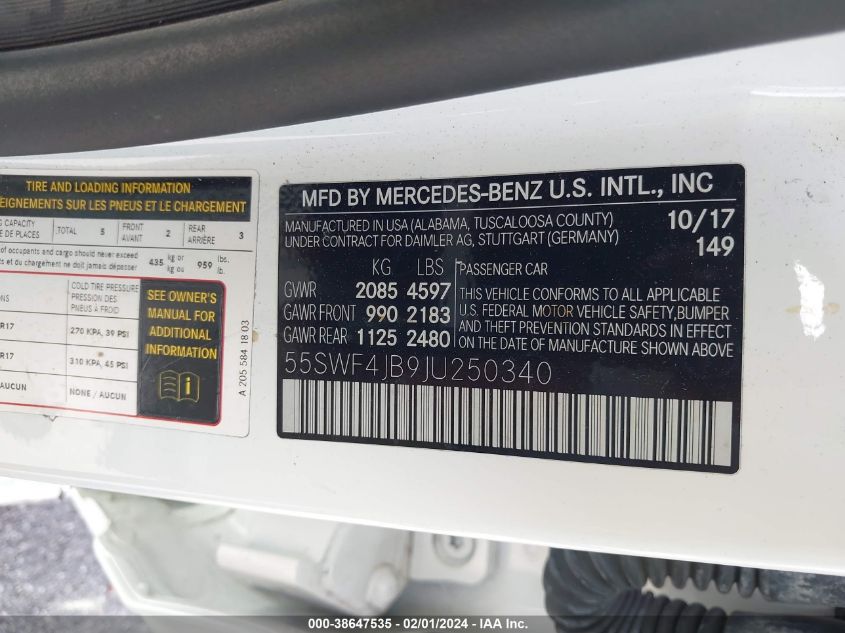 TIRE AND LOADING INFORMATION
EIGNEMENTS SUR LES PNEUS ET LE CHARGEMENT
CAPACITY
DE PLACES
TOTAL 5
FRONT
AVANT 2
REAR
ARRIÈRE 3
of occupants and cargo should never exceed
et du chargement ne doit jamais dépasser
435 kg or
kg ou
959 lbs.
lb.
COLD TIRE PRESSURE
PRESSION DES
PNEUS À FROID
R17
270 KPA, 39 PSI
R17
310 KPA, 45 PSI
AUCUN
NONE / AUCUN
SEE OWNER'S
MANUAL FOR
ADDITIONAL
INFORMATION
A 205 584 18 03
MFD BY MERCEDES-BENZ U.S. INTL., INC
MANUFACTURED IN USA (ALABAMA, TUSCALOOSA COUNTY)
UNDER CONTRACT FOR DAIMLER AG, STUTTGART (GERMANY)
10/17
149
KG LBS
GVWR 2085 4597
GAWR FRONT 990 2183
GAWR REAR 1125 2480
PASSENGER CAR
THIS VEHICLE CONFORMS TO ALL APPLICABLE
U.S. FEDERAL MOTOR VEHICLE SAFETY,BUMPER
AND THEFT PREVENTION STANDARDS IN EFFECT
ON THE DATE OF MANUFACTURE SHOWN ABOVE.
55SWF4JB9JU250340
100-38647535 - 02/01/2024 - IAA Inc.